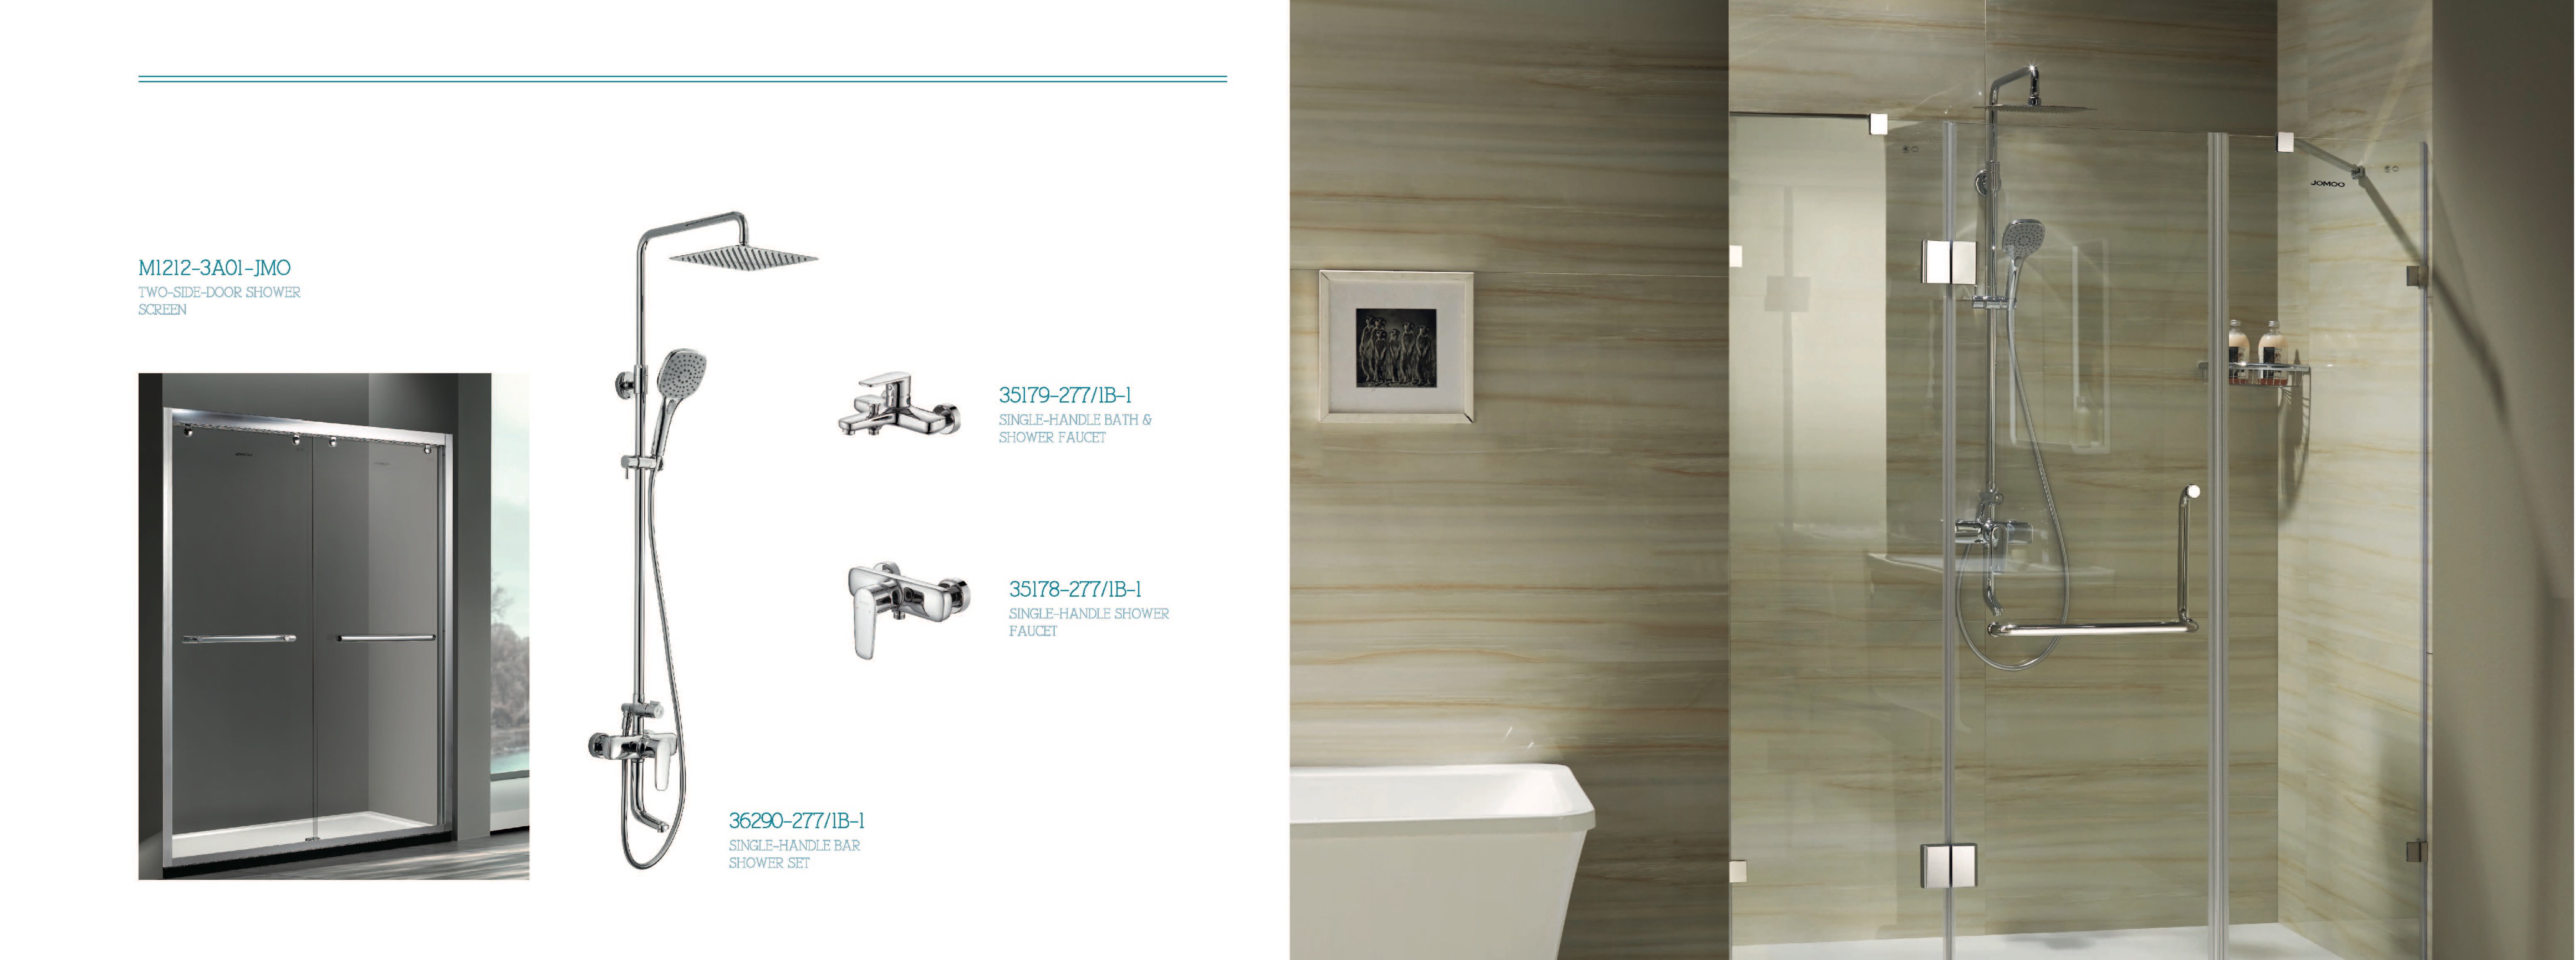 M1212-3A01-JMO
TWO-SIDE-DOOR SHOWER
SCREEN
35179-277/1B-1
SINGLE-HANDLE BATH &
SHOWER FAUCET
35178-277/1B-1
SINGLE-HANDLE SHOWER
FAUCET
36290-277/1B-1
SINGLE-HANDLE BAR
SHOWER SET
JOMOO